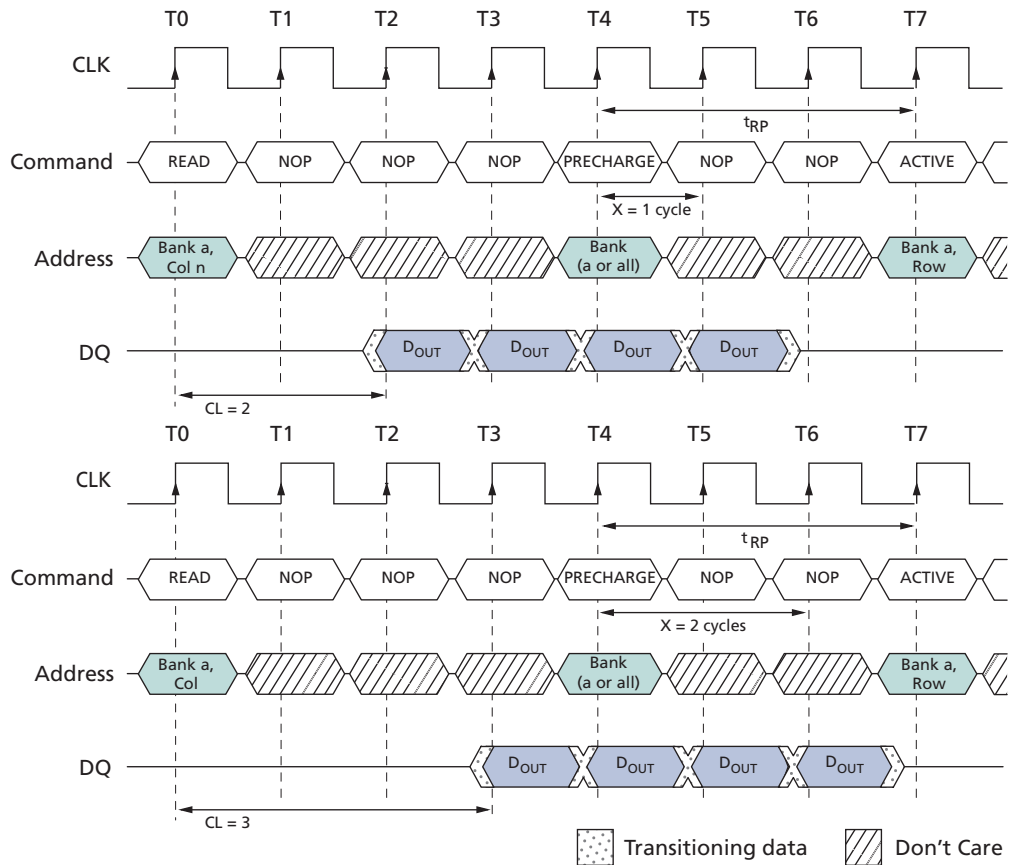 T0 T1 T2 T3 T4 T5 T6 T7
CLK
tRP
Command READ NOP NOP NOP PRECHARGE NOP NOP ACTIVE
X = 1 cycle
Address Bank a, Col n Bank (a or all) Bank a, Row
DQ DOUT DOUT DOUT DOUT
CL = 2
T0 T1 T2 T3 T4 T5 T6 T7
CLK
tRP
Command READ NOP NOP NOP PRECHARGE NOP NOP ACTIVE
X = 2 cycles
Address Bank a, Col Bank (a or all) Bank a, Row
DQ DOUT DOUT DOUT DOUT
CL = 3
Transitioning data Don't Care